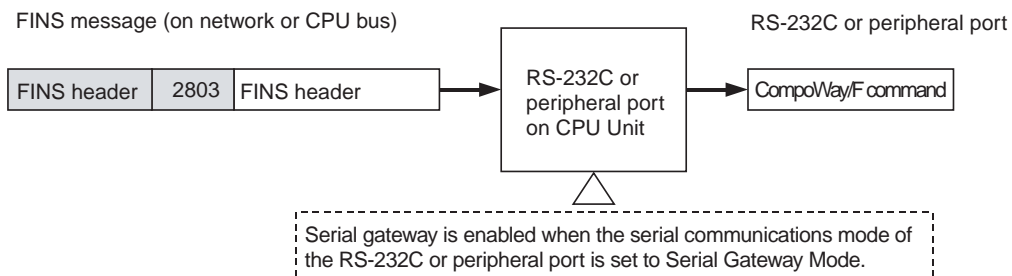 FINS message (on network or CPU bus)
RS-232C or peripheral port
FINS header 2803 FINS header
RS-232C or
peripheral port
on CPU Unit
CompoWay/F command
Serial gateway is enabled when the serial communications mode of
the RS-232C or peripheral port is set to Serial Gateway Mode.